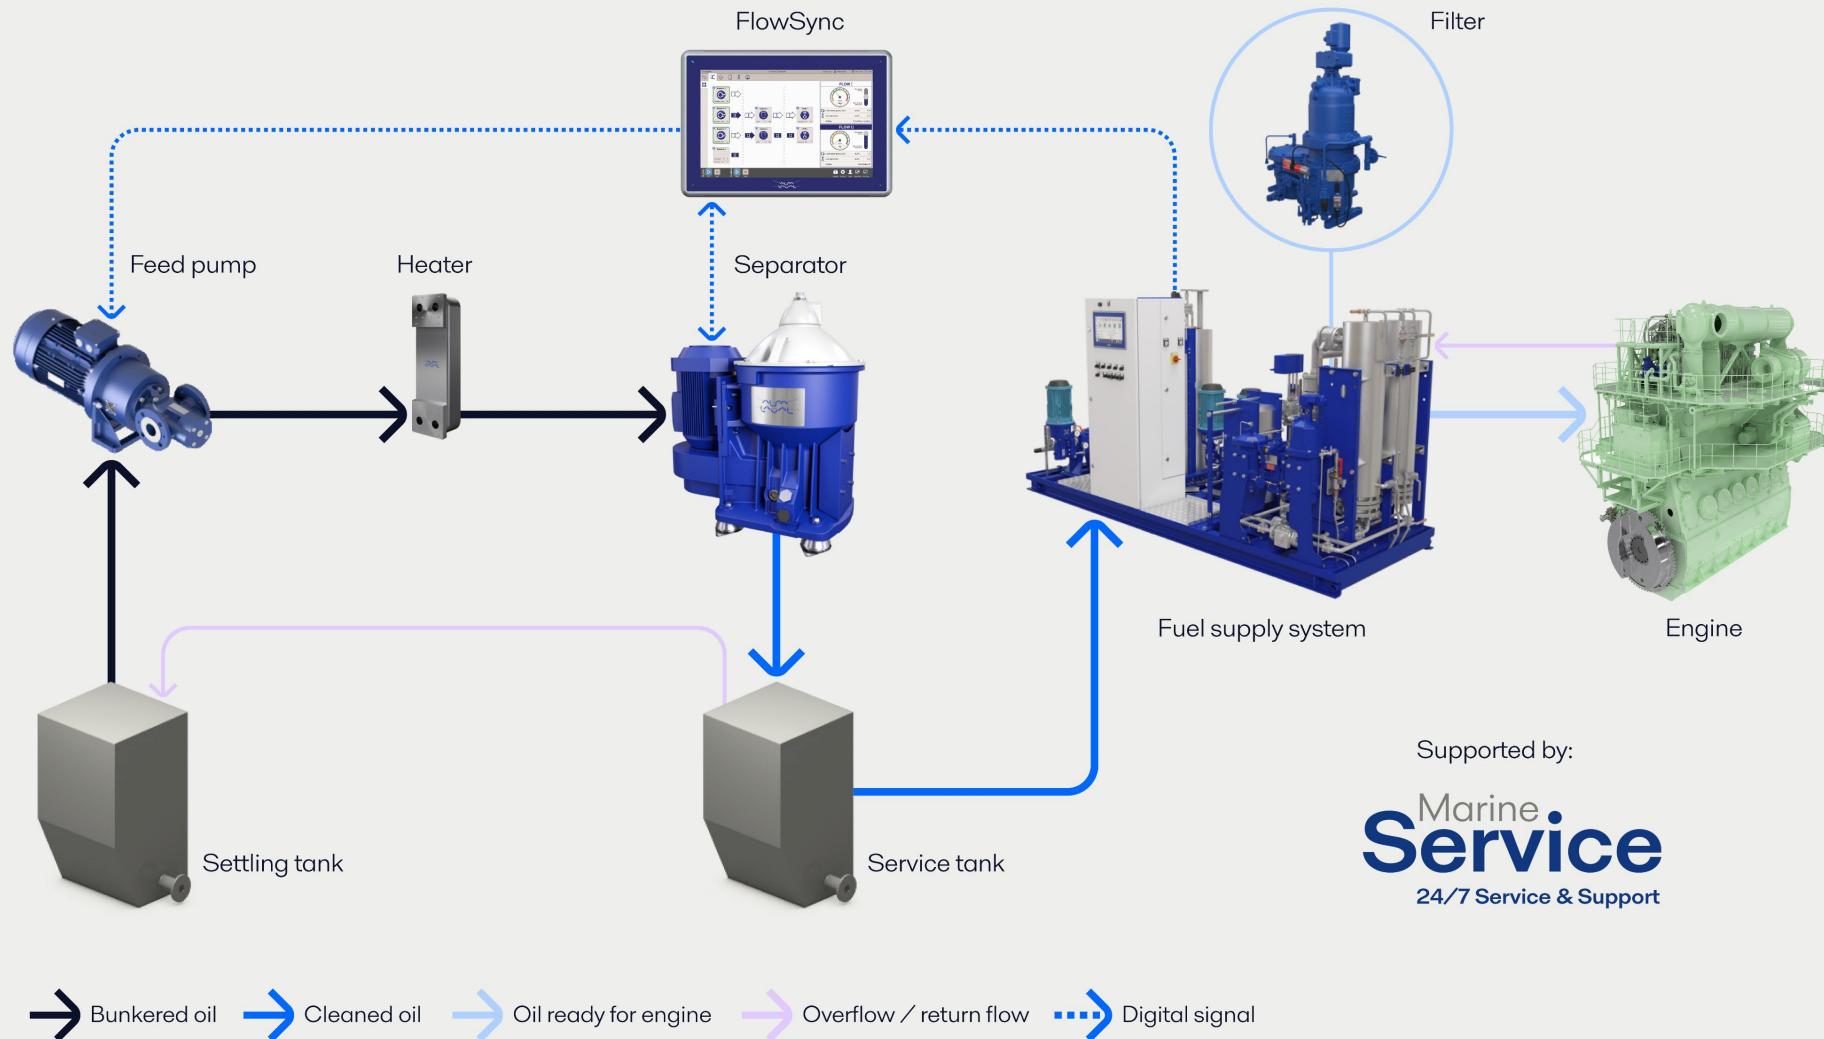 FlowSync
Filter
Feed pump
Heater
Separator
Fuel supply system
Engine
Settling tank
Service tank
Supported by:
Marine
Service
24/7 Service & Support
Bunkered oil
Cleaned oil
Oil ready for engine
Overflow / return flow
Digital signal